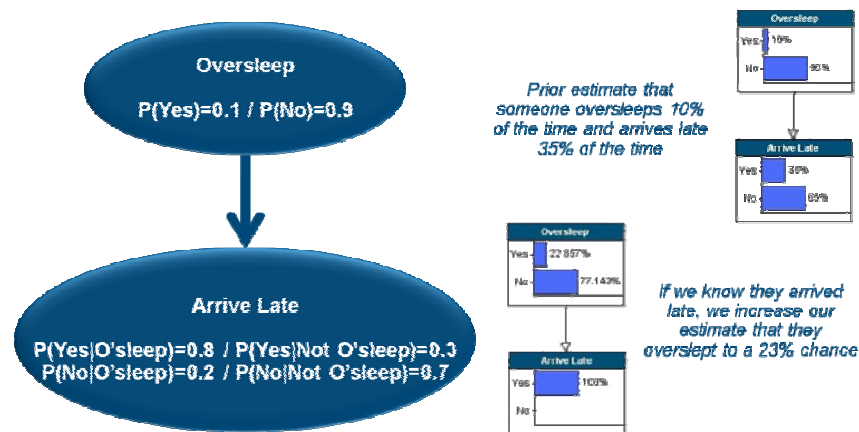 Oversleep
P(Yes)=0.1 / P(No)=0.9
Arrive Late
P(Yes|O'sleep)=0.8 / P(Yes|Not O'sleep)=0.3
P(No|O'sleep)=0.2 / P(No|Not O'sleep)=0.7
Prior estimate that
someone oversleeps 10%
of the time and arrives late
35% of the time
Oversleep
Yes 10%
No 90%
Arrive Late
Yes 35%
No 65%
Oversleep
Yes 22.857%
No 77.143%
Arrive Late
Yes 100%
No
If we know they arrived
late, we increase our
estimate that they
overslept to a 23% chance